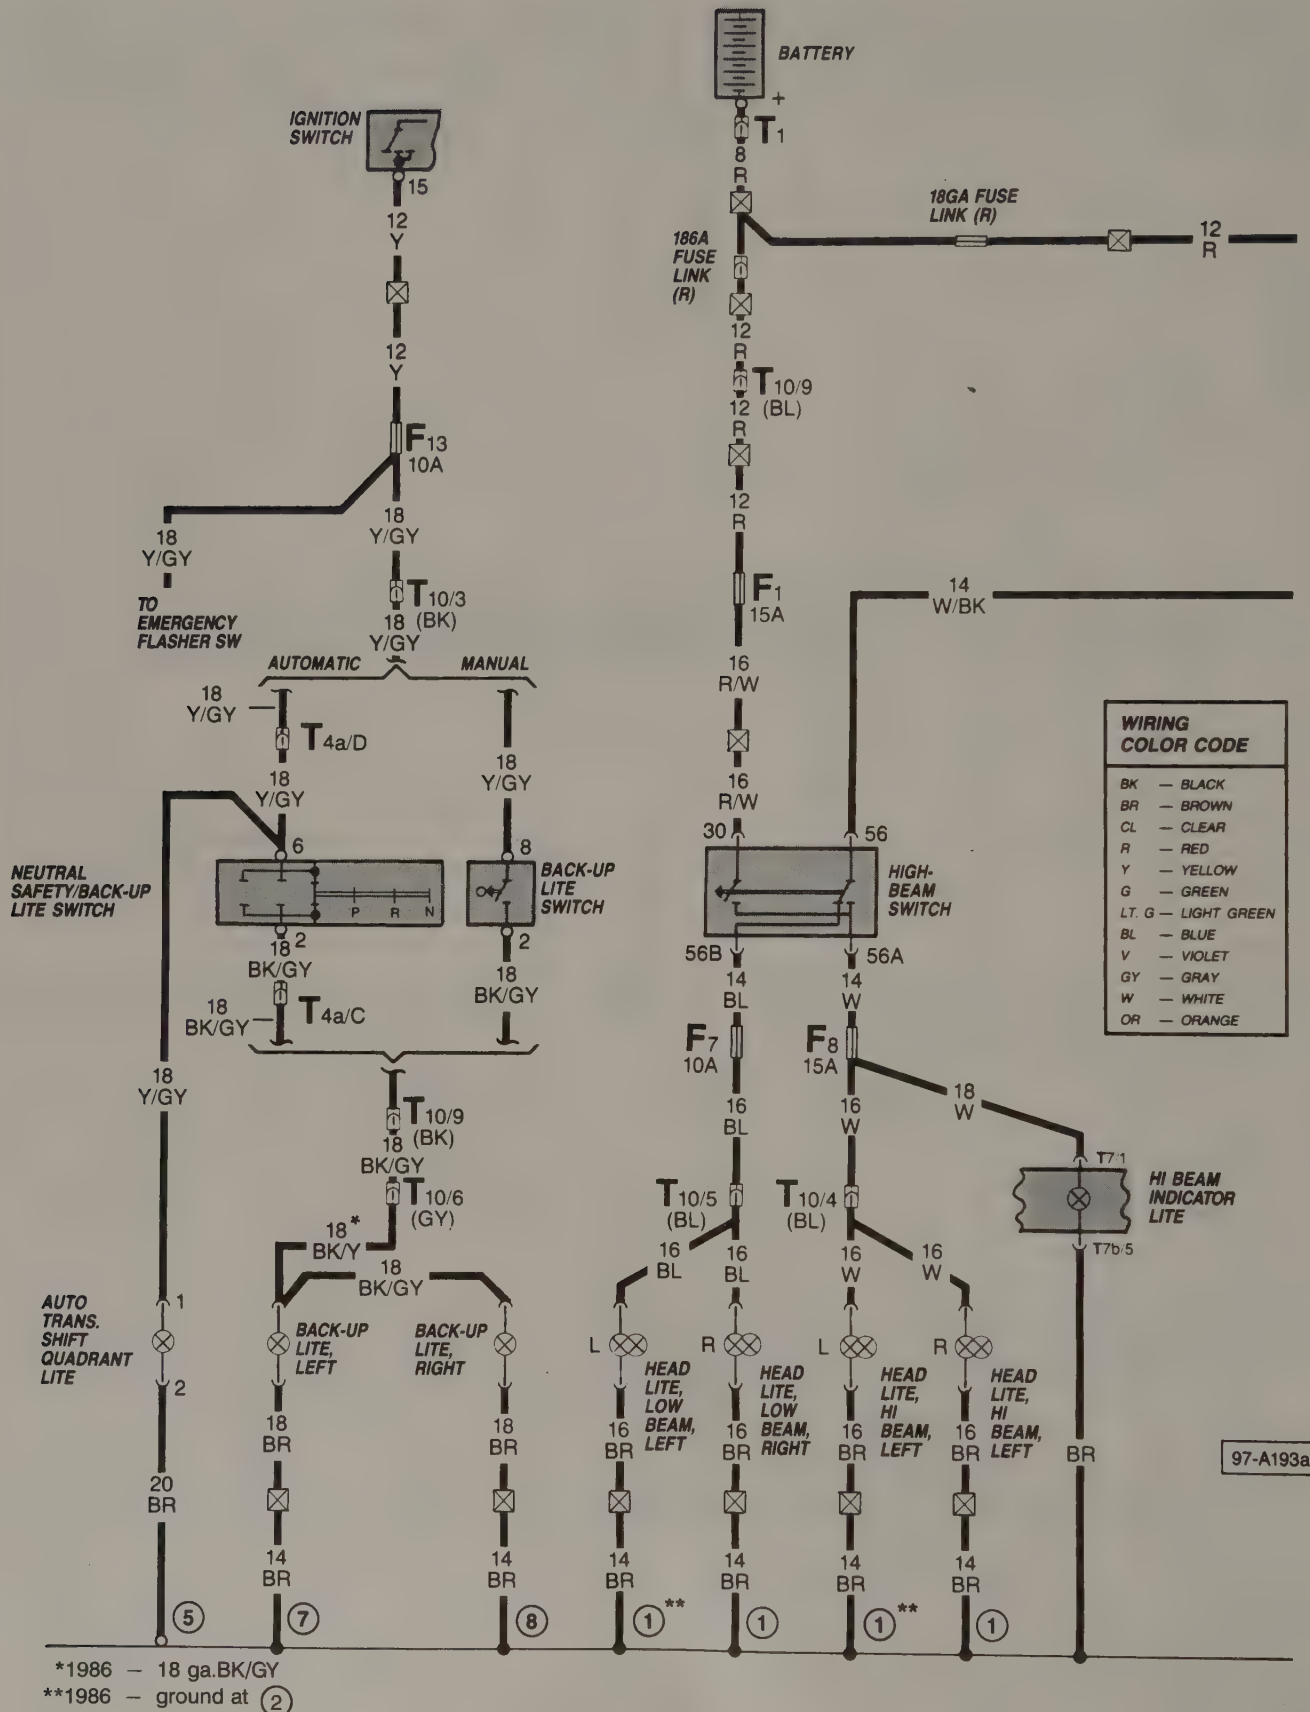 BATTERY
+
T1
8
R
IGNITION
SWITCH
15
12
Y
12
Y
F13
10A
18
Y/GY
TO
EMERGENCY
FLASHER SW
18
Y/GY
T10/3
(BK)
18
Y/GY
AUTOMATIC
MANUAL
18
Y/GY
T4a/D
18
Y/GY
18
Y/GY
6
8
NEUTRAL
SAFETY/BACK-UP
LITE SWITCH
P R N
BACK-UP
LITE
SWITCH
2
2
18
BK/GY
18
BK/GY
T4a/C
18
BK/GY
18
Y/GY
T10/9
(BK)
18
BK/GY
T10/6
(GY)
18*
BK/Y
18
BK/GY
AUTO
TRANS.
SHIFT
QUADRANT
LITE
1
2
BACK-UP
LITE,
LEFT
BACK-UP
LITE,
RIGHT
20
BR
18
BR
18
BR
14
BR
14
BR
5
7
8
186A
FUSE
LINK
(R)
18GA FUSE
LINK (R)
12
R
12
R
T10/9
(BL)
12
R
12
R
F1
15A
14
W/BK
16
R/W
16
R/W
30
56
HIGH-
BEAM
SWITCH
56B
56A
14
BL
14
W
F7
10A
F8
15A
16
BL
16
W
18
W
T7/1
HI BEAM
INDICATOR
LITE
T7b/5
T10/5
(BL)
T10/4
(BL)
16
BL
16
BL
16
W
16
W
L
R
L
R
HEAD
LITE,
LOW
BEAM,
LEFT
HEAD
LITE,
LOW
BEAM,
RIGHT
HEAD
LITE,
HI
BEAM,
LEFT
HEAD
LITE,
HI
BEAM,
LEFT
16
BR
16
BR
16
BR
16
BR
BR
14
BR
14
BR
14
BR
14
BR
1**
1
1**
1
WIRING
COLOR CODE
BK — BLACK
BR — BROWN
CL — CLEAR
R — RED
Y — YELLOW
G — GREEN
LT. G — LIGHT GREEN
BL — BLUE
V — VIOLET
GY — GRAY
W — WHITE
OR — ORANGE
97-A193a
*1986 — 18 ga.BK/GY
**1986 — ground at 2